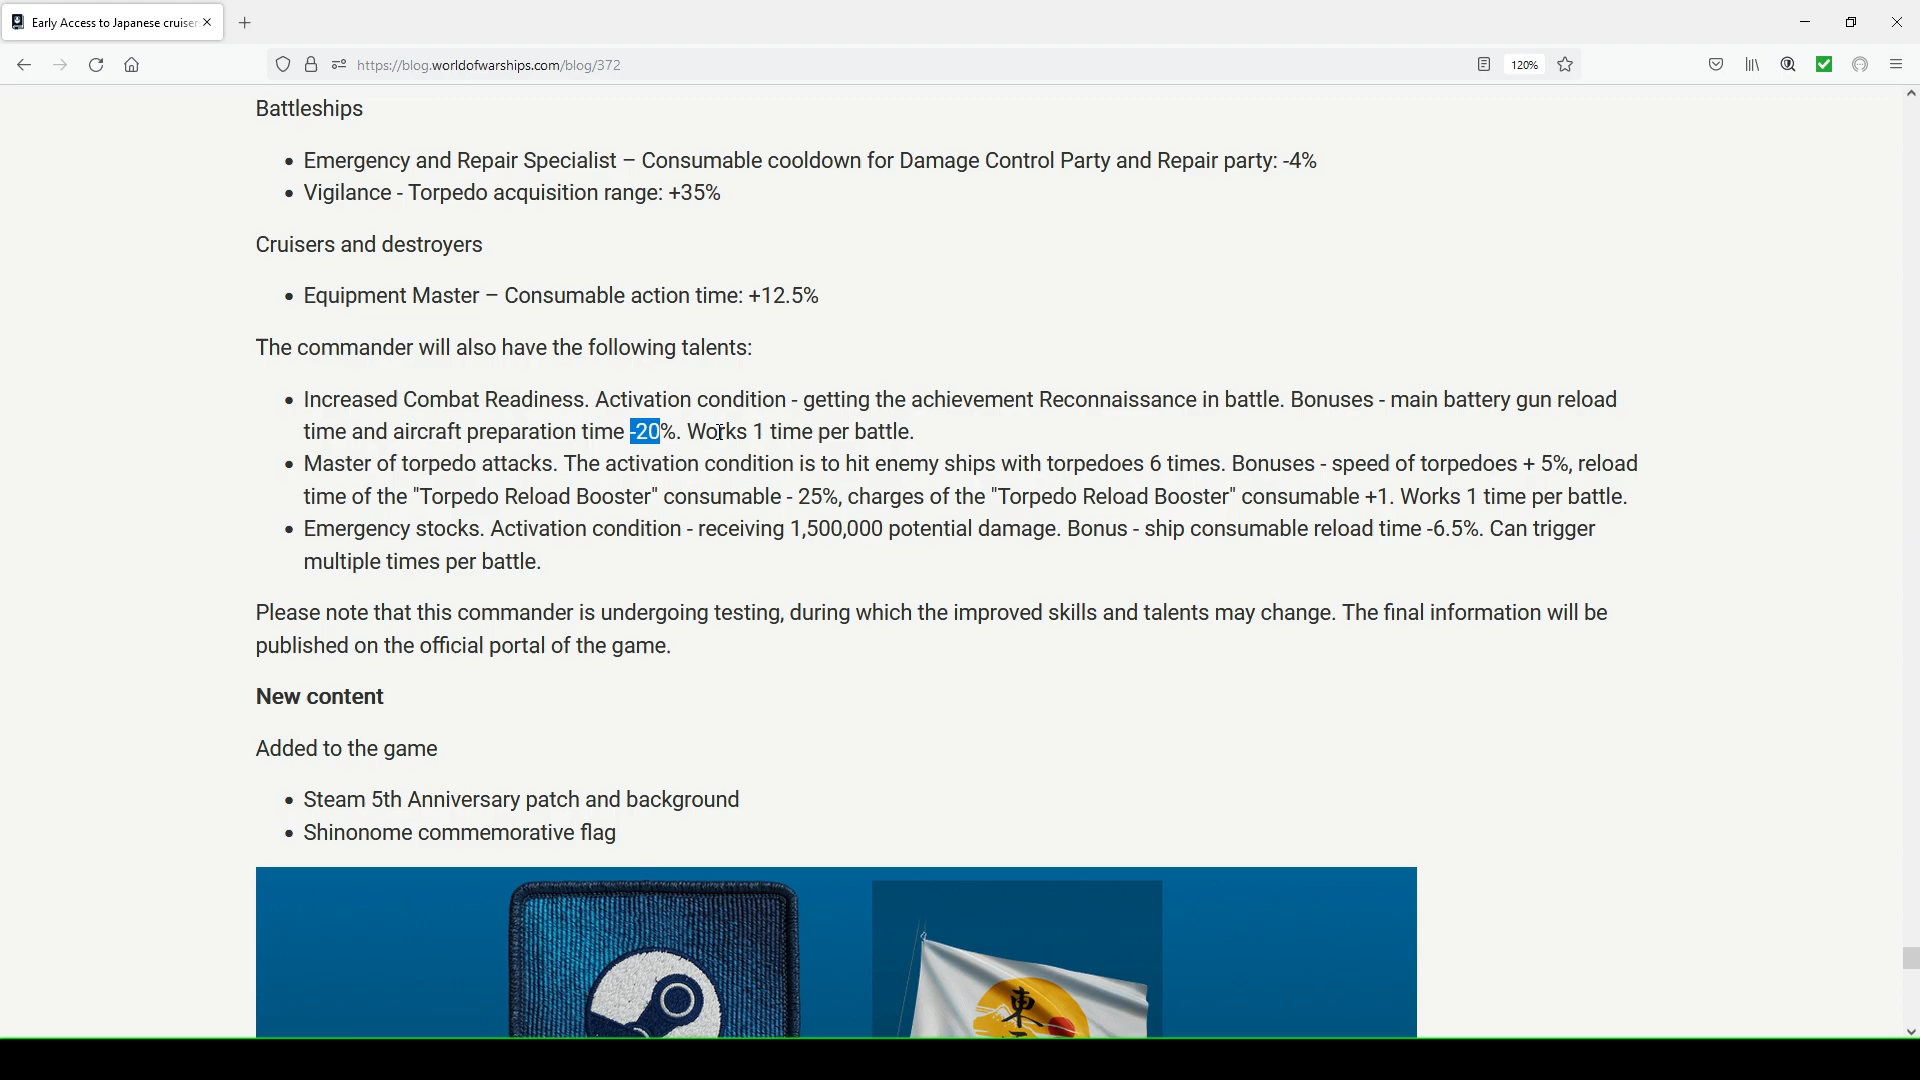 Early Access to Japanese cruiser
https://blog.worldofwarships.com/blog/372
120%
Battleships
• Emergency and Repair Specialist – Consumable cooldown for Damage Control Party and Repair party: -4%
• Vigilance - Torpedo acquisition range: +35%
Cruisers and destroyers
• Equipment Master – Consumable action time: +12.5%
The commander will also have the following talents:
• Increased Combat Readiness. Activation condition - getting the achievement Reconnaissance in battle. Bonuses - main battery gun reload
time and aircraft preparation time -20%. Works 1 time per battle.
• Master of torpedo attacks. The activation condition is to hit enemy ships with torpedoes 6 times. Bonuses - speed of torpedoes + 5%, reload
time of the "Torpedo Reload Booster" consumable - 25%, charges of the "Torpedo Reload Booster" consumable +1. Works 1 time per battle.
• Emergency stocks. Activation condition - receiving 1,500,000 potential damage. Bonus - ship consumable reload time -6.5%. Can trigger
multiple times per battle.
Please note that this commander is undergoing testing, during which the improved skills and talents may change. The final information will be
published on the official portal of the game.
New content
Added to the game
• Steam 5th Anniversary patch and background
• Shinonome commemorative flag
東